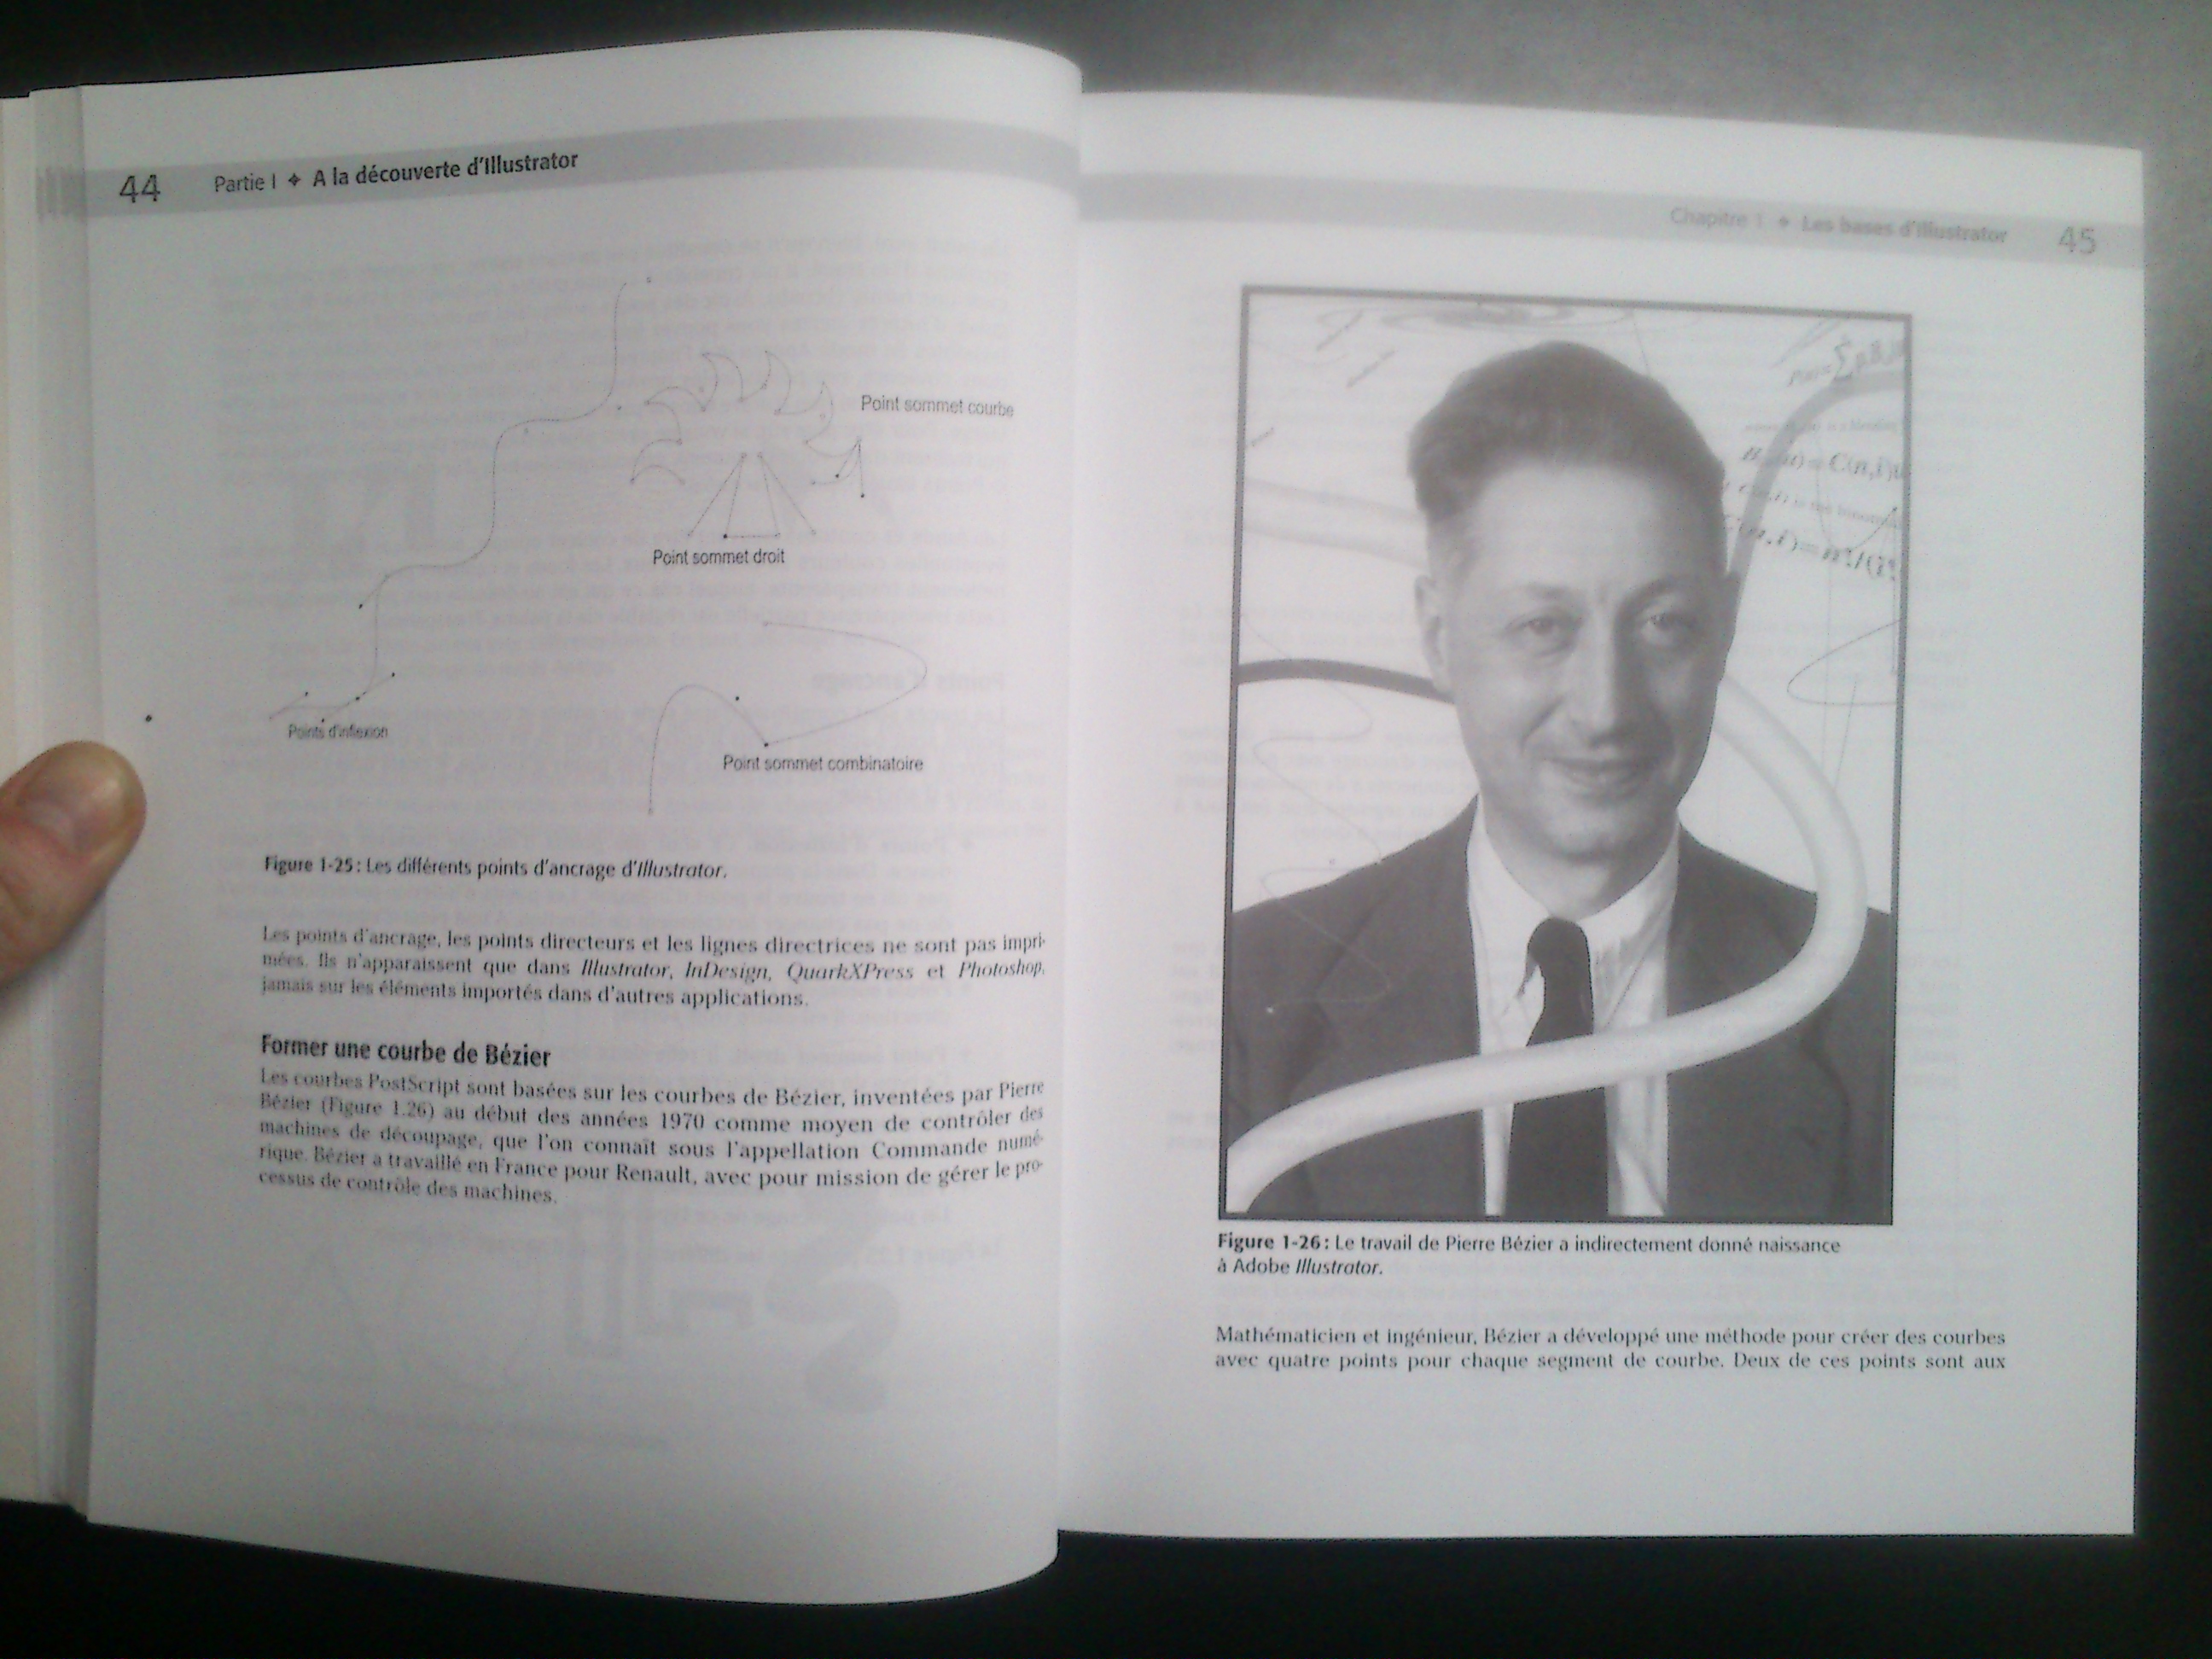 44
Partie I ✦ A la découverte d'Illustrator
Point sommet courbe
Point sommet droit
Points d'inflexion
Point sommet combinatoire
Figure 1-25 : Les différents points d'ancrage d'Illustrator.
Les points d'ancrage, les points directeurs et les lignes directrices ne sont pas impri-
més. Ils n'apparaissent que dans Illustrator, InDesign, QuarkXPress et Photoshop,
jamais sur les éléments importés dans d'autres applications.
Former une courbe de Bézier
Les courbes PostScript sont basées sur les courbes de Bézier, inventées par Pierre
Bézier (Figure 1.26) au début des années 1970 comme moyen de contrôler des
machines de découpage, que l'on connaît sous l'appellation Commande numé-
rique. Bézier a travaillé en France pour Renault, avec pour mission de gérer le pro-
cessus de contrôle des machines.
Chapitre 1 ✦ Les bases d'Illustrator
45
Figure 1-26 : Le travail de Pierre Bézier a indirectement donné naissance
à Adobe Illustrator.
Mathématicien et ingénieur, Bézier a développé une méthode pour créer des courbes
avec quatre points pour chaque segment de courbe. Deux de ces points sont aux